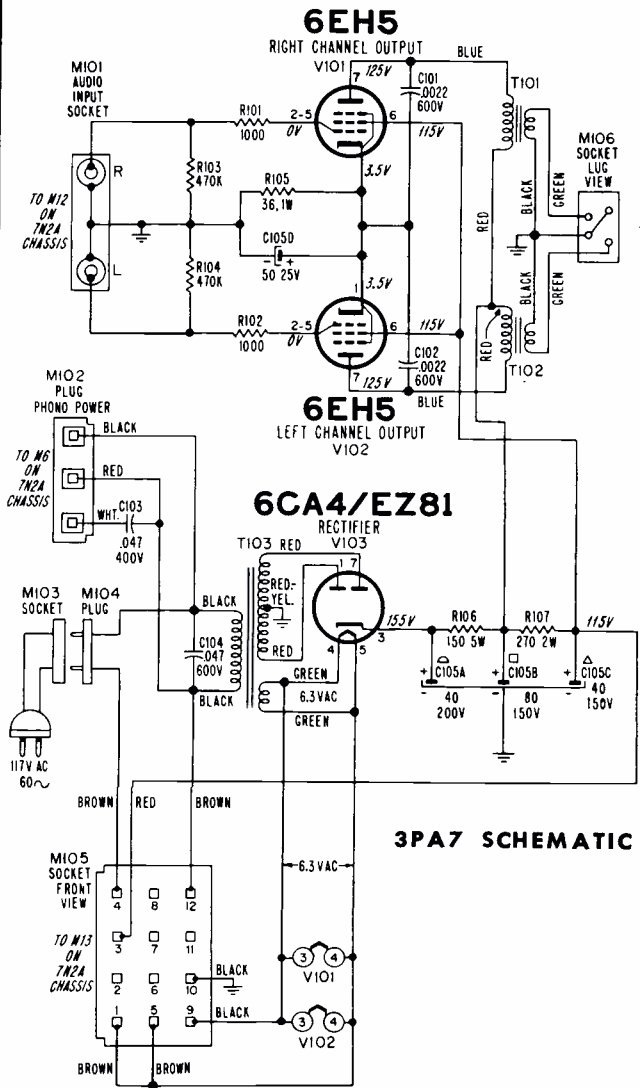 6EH5
RIGHT CHANNEL OUTPUT
V101
BLUE
M101
AUDIO
INPUT
SOCKET
7
125V
C101
.0022
600V
T101
R101
1000
2-5
0V
6
115V
M106
SOCKET
LUG
VIEW
R
R103
470K
R105
36,1W
3.5V
BLACK
GREEN
TO M12
ON
7N2A
CHASSIS
RED
C105D
- +
50 25V
L
R104
470K
3.5V
1
BLACK
GREEN
R102
1000
2-5
0V
6
115V
RED
C102
.0022
600V
T102
7
125V
BLUE
6EH5
LEFT CHANNEL OUTPUT
V102
M102
PLUG
PHONO POWER
BLACK
TO M6
ON
7N2A
CHASSIS
RED
WHT.
C103
.047
400V
6CA4/EZ81
RECTIFIER
V103
T103
RED
1 7
RED-
YEL.
M103
SOCKET
M104
PLUG
BLACK
155V
R106
150 5W
R107
270 2W
115V
3
4
5
RED
C104
.047
600V
GREEN
6.3VAC
GREEN
BLACK
+
-
C105A
40
200V
+
-
C105B
80
150V
+
-
C105C
40
150V
117V AC
60~
BROWN
RED
BROWN
3PA7 SCHEMATIC
M105
SOCKET
FRONT
VIEW
6.3VAC
4 8 12
TO M13
ON
7N2A
CHASSIS
3 7 11
3 4
V101
BLACK
2 6 10
1 5 9
BLACK
3 4
V102
BROWN
BROWN